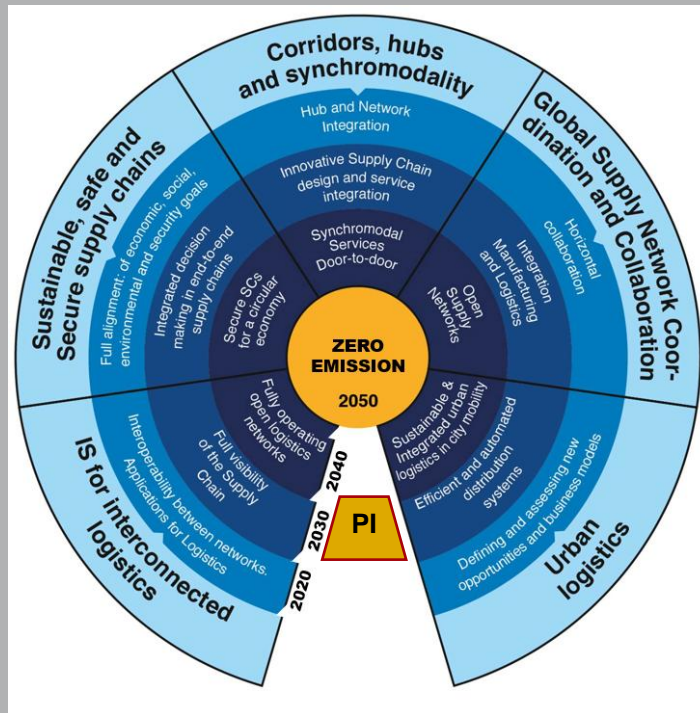 Corridors, hubs
and synchromodality
Hub and Network
Integration
Innovative Supply Chain
design and service
integration
Synchromodal
Services
Door-to-door
Global Supply Network Coor-
dination and Collaboration
Horizontal
collaboration
Integration
Manufacturing
and Logistics
Open
Supply
Networks
Sustainable, safe and
Secure supply chains
Full alignment: of economic, social,
environmental and security goals
Integrated decision
making in end-to-end
supply chains
Secure SCs
for a circular
economy
ZERO
EMISSION
2050
IS for interconnected
logistics
Interoperability between networks.
Applications for Logistics
Full visibility
of the Supply
Chain
Fully operating
open logistics
networks
2040
2030
2020
PI
Sustainable &
Integrated urban
logistics in city mobility
Efficient and automated
distribution
systems
Defining and assessing new
opportunities and business models
Urban
logistics